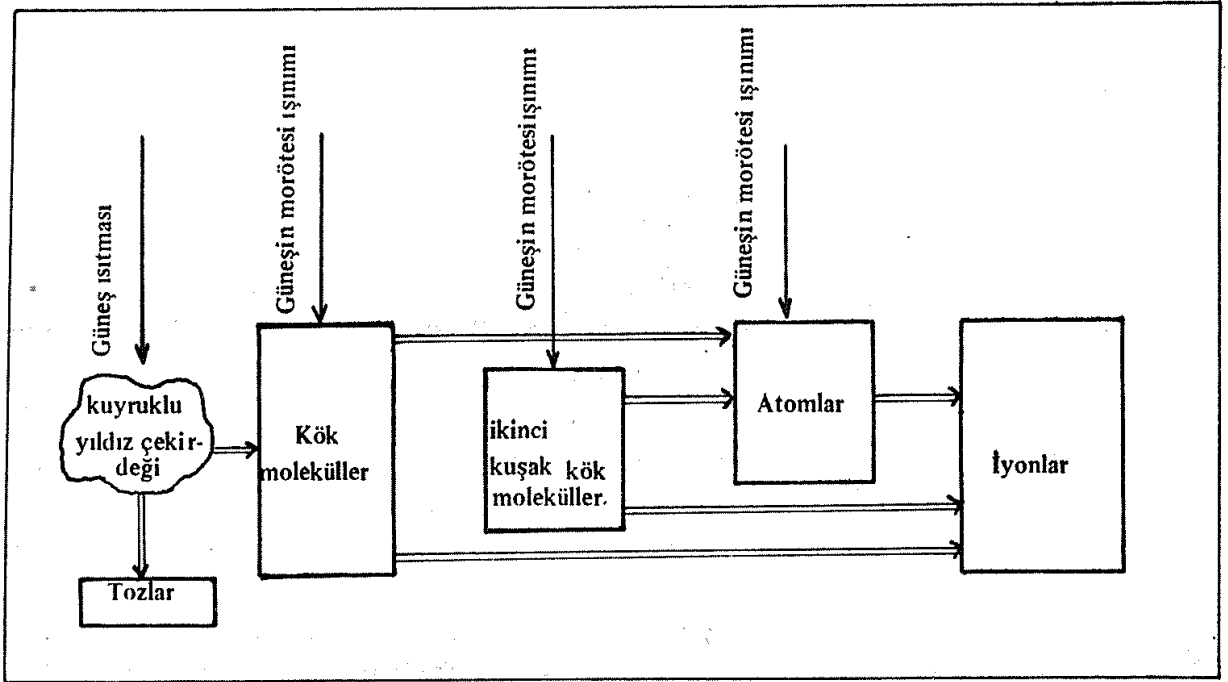 Güneş ısıtması
Güneşin morötesi ışınımı
Güneşin morötesi ışınımı
Güneşin morötesi ışınımı
kuyruklu
yıldız çekir-
deği
Tozlar
Kök
moleküller
ikinci
kuşak kök
moleküller.
Atomlar
İyonlar